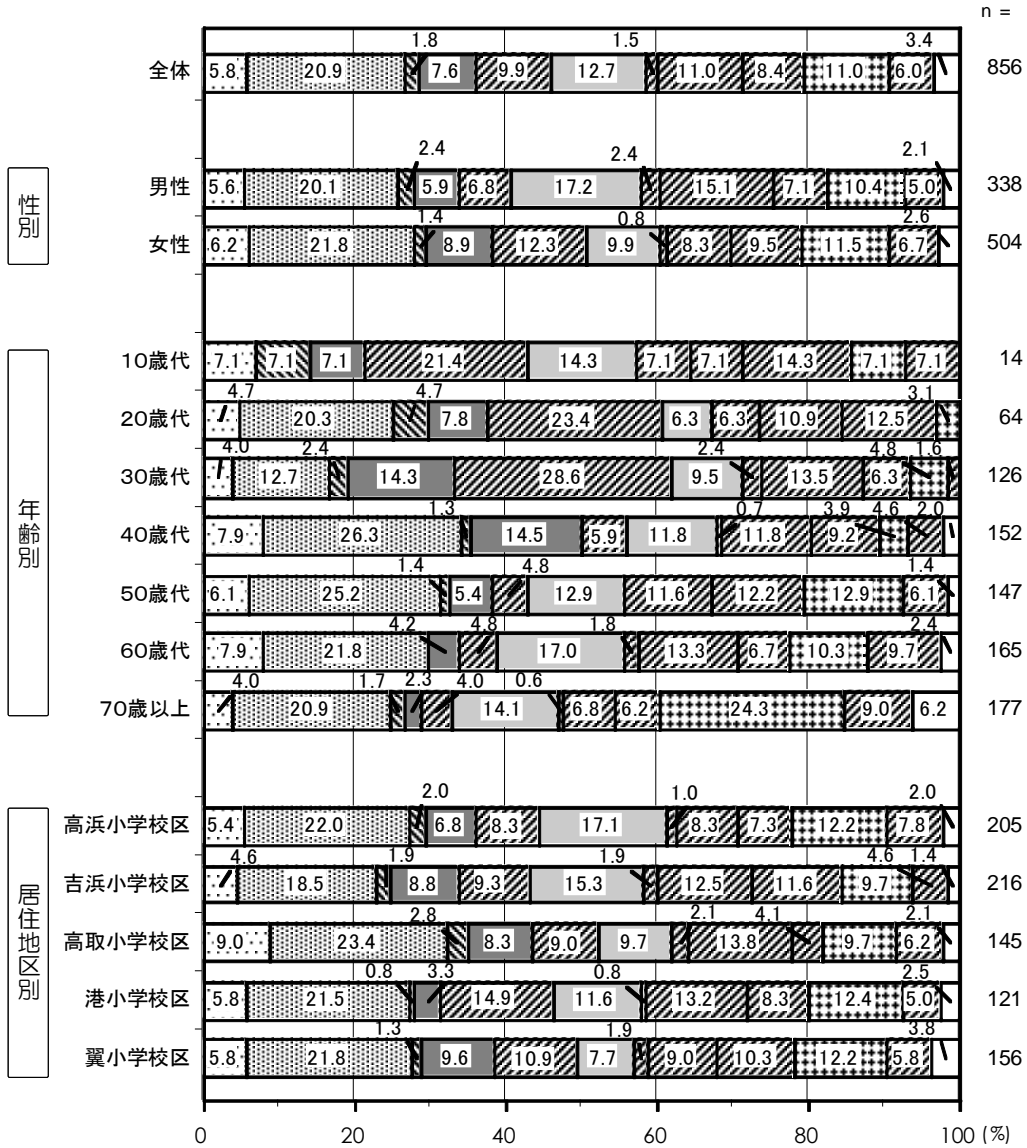 n =
1.8 1.5 3.4
全体 5.8 20.9 7.6 9.9 12.7 11.0 8.4 11.0 6.0 856
2.4 2.4 2.1
男性 5.6 20.1 5.9 6.8 17.2 15.1 7.1 10.4 5.0 338
性別
1.4 0.8 2.6
女性 6.2 21.8 8.9 12.3 9.9 8.3 9.5 11.5 6.7 504
10歳代 7.1 7.1 7.1 21.4 14.3 7.1 7.1 14.3 7.1 7.1 14
4.7 4.7 3.1
20歳代 20.3 7.8 23.4 6.3 6.3 10.9 12.5 64
4.0 2.4 2.4 4.8 1.6
30歳代 12.7 14.3 28.6 9.5 13.5 6.3 126
年齢別
1.3 0.7 3.9 4.6 2.0
40歳代 7.9 26.3 14.5 5.9 11.8 11.8 9.2 152
1.4 4.8 1.4
50歳代 6.1 25.2 5.4 12.9 11.6 12.2 12.9 6.1 147
4.2 4.8 1.8 2.4
60歳代 7.9 21.8 17.0 13.3 6.7 10.3 9.7 165
4.0 1.7 2.3 4.0 0.6
70歳以上 20.9 14.1 6.8 6.2 24.3 9.0 6.2 177
2.0 1.0 2.0
高浜小学校区 5.4 22.0 6.8 8.3 17.1 8.3 7.3 12.2 7.8 205
4.6 1.9 1.9 4.6 1.4
吉浜小学校区 18.5 8.8 9.3 15.3 12.5 11.6 9.7 216
居住地区別
2.8 2.1 4.1 2.1
高取小学校区 9.0 23.4 8.3 9.0 9.7 13.8 9.7 6.2 145
0.8 3.3 0.8 2.5
港小学校区 5.8 21.5 14.9 11.6 13.2 8.3 12.4 5.0 121
1.3 1.9 3.8
翼小学校区 5.8 21.8 9.6 10.9 7.7 9.0 10.3 12.2 5.8 156
0 20 40 60 80 100 (%)